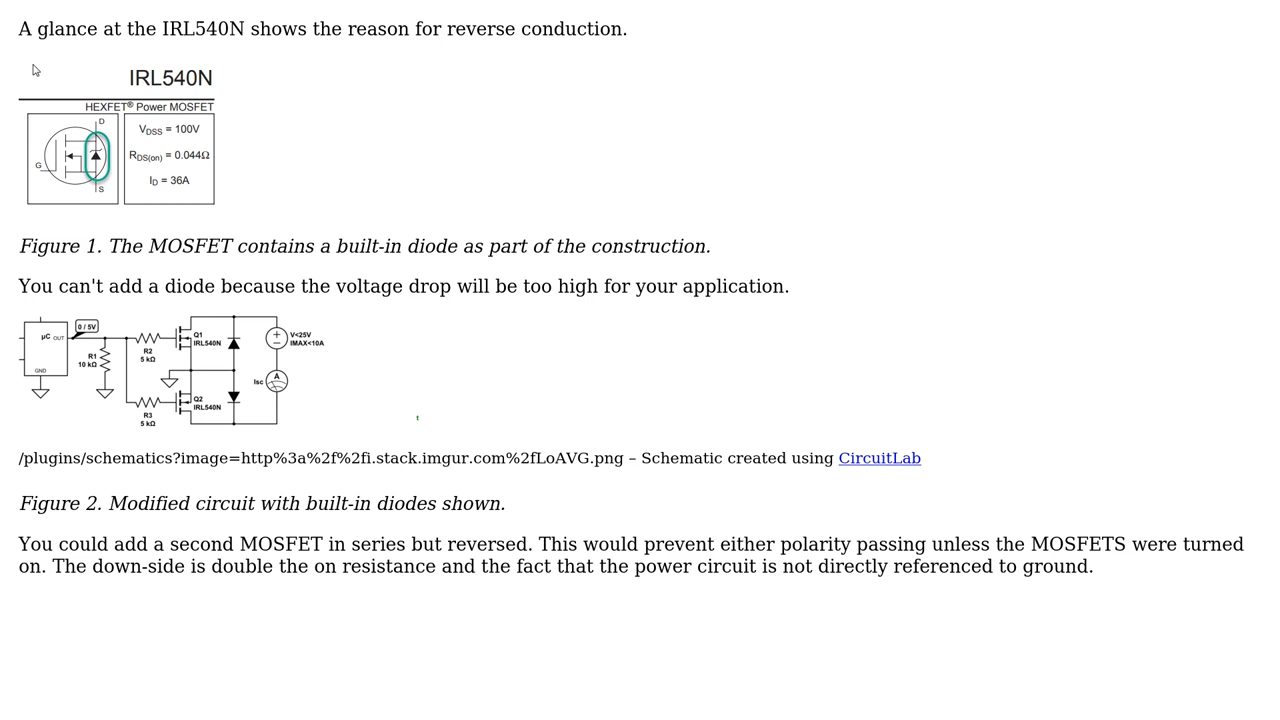 A glance at the IRL540N shows the reason for reverse conduction.
IRL540N
HEXFET® Power MOSFET
D
G
S
VDSS = 100V
RDS(on) = 0.044Ω
ID = 36A
Figure 1. The MOSFET contains a built-in diode as part of the construction.
You can't add a diode because the voltage drop will be too high for your application.
0 / 5V
µC OUT
GND
R1
10 kΩ
R2
5 kΩ
Q1
IRL540N
V<25V
IMAX<10A
A
Isc
Q2
IRL540N
R3
5 kΩ
t
/plugins/schematics?image=http%3a%2f%2fi.stack.imgur.com%2fLoAVG.png – Schematic created using CircuitLab
Figure 2. Modified circuit with built-in diodes shown.
You could add a second MOSFET in series but reversed. This would prevent either polarity passing unless the MOSFETS were turned
on. The down-side is double the on resistance and the fact that the power circuit is not directly referenced to ground.